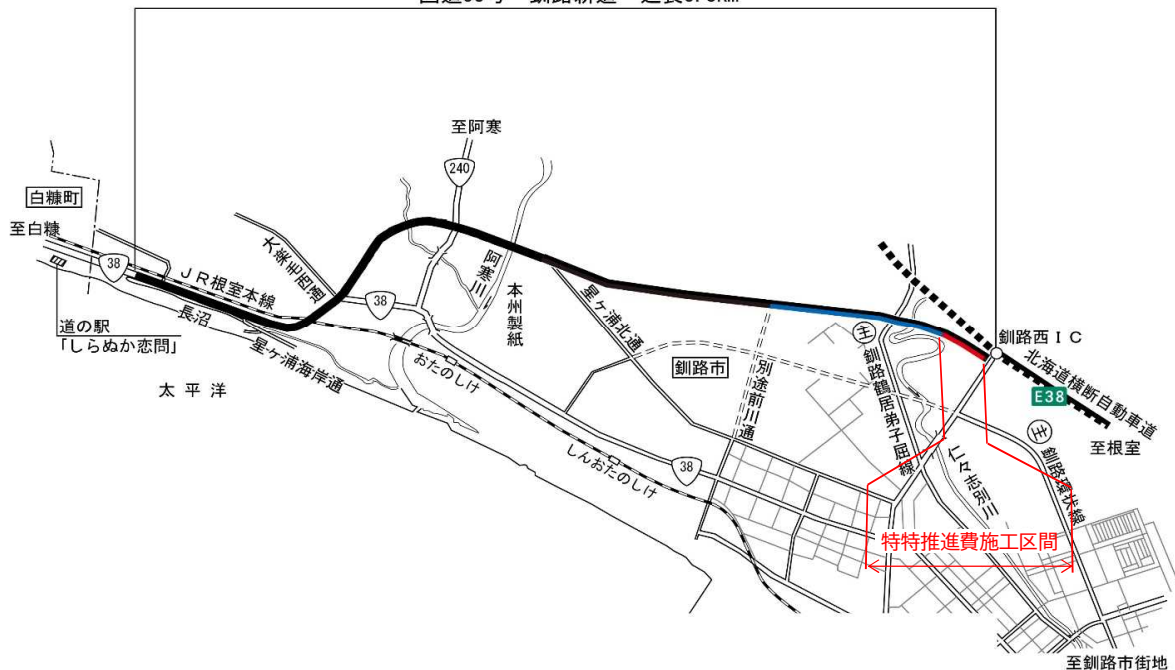 至阿寒
240
白糠町
至白糠
38
JR根室本線
大楽毛西通
38
阿寒川
本州製紙
星ヶ浦北通
長沼
道の駅
「しらぬか恋問」
星ヶ浦海岸通
太平洋
おたのしけ
しんおたのしけ
38
釧路市
別途前川通
主
釧路鶴居弟子屈線
釧路西IC
北海道横断自動車道
E38
至根室
主
釧路環状線
仁々志別川
特特推進費施工区間
至釧路市街地